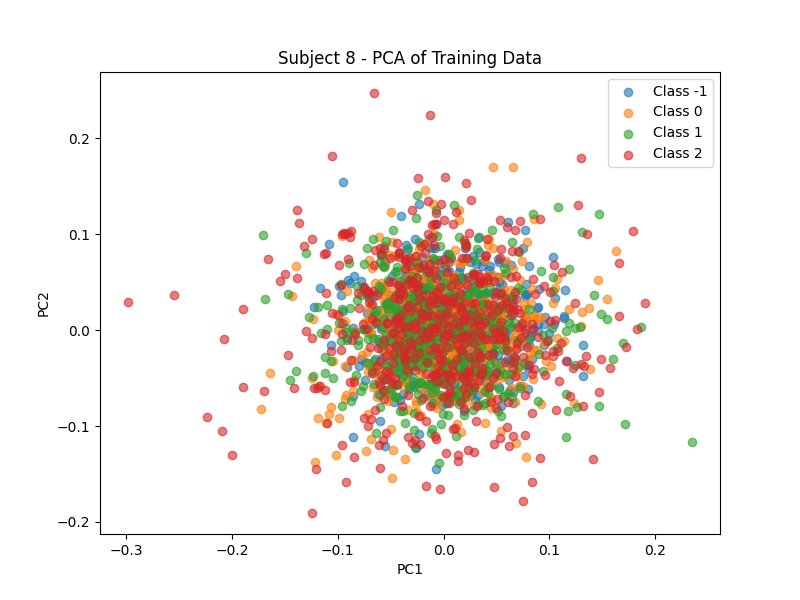 Subject 8 - PCA of Training Data
Class -1
Class 0
Class 1
Class 2
0.2
0.1
0.0
−0.1
−0.2
PC2
−0.3
−0.2
−0.1
0.0
0.1
0.2
PC1